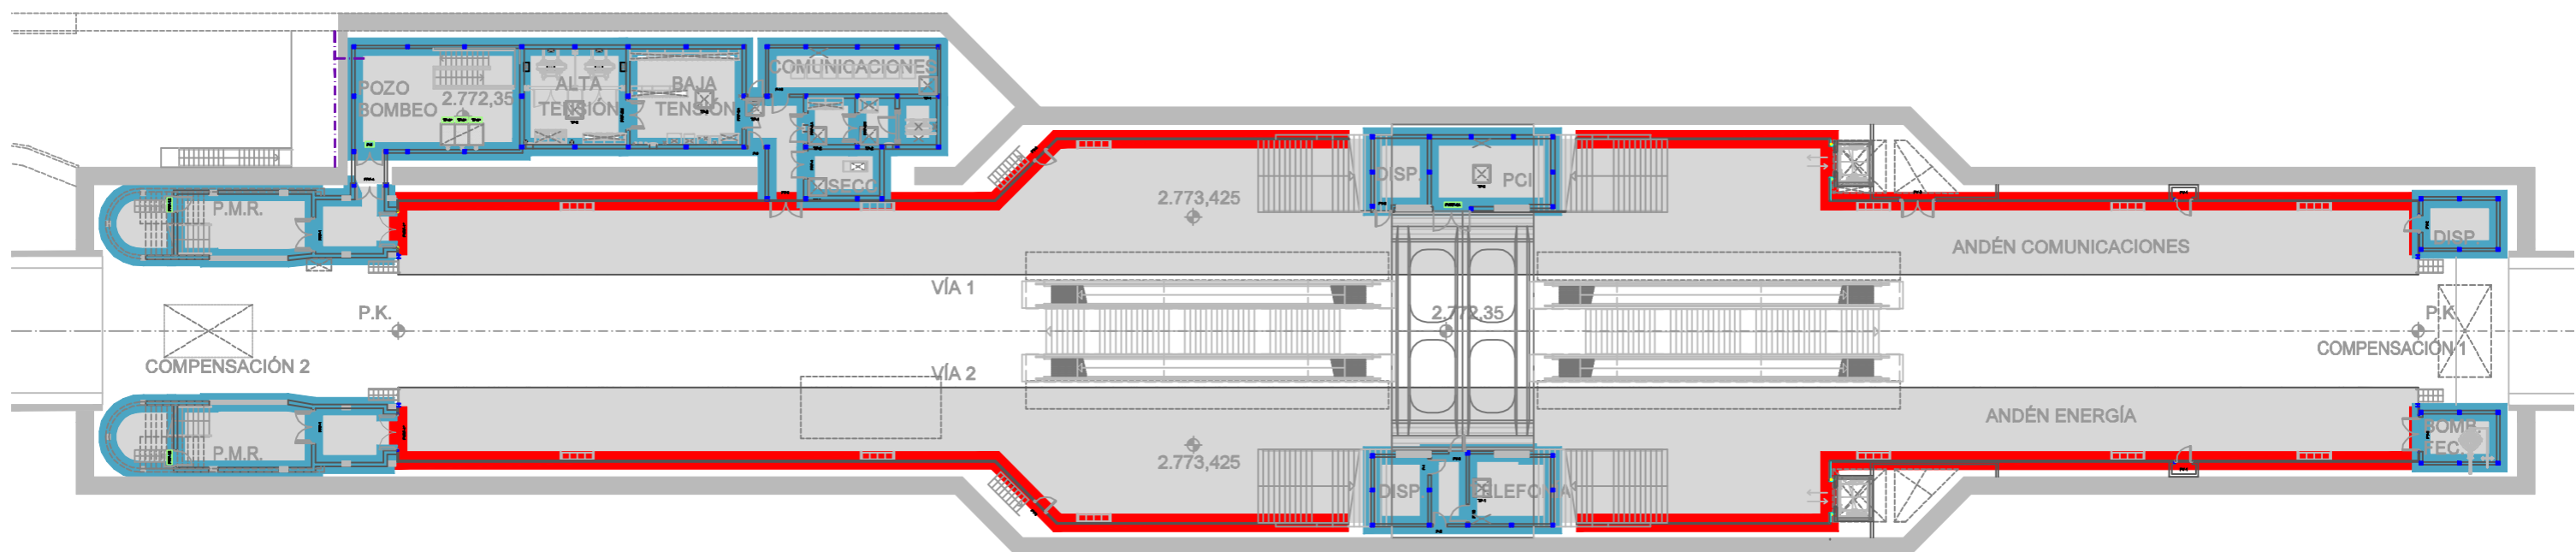 COMUNICACIONES
POZO
BOMBEO
2.772,35
ALTA
TENSIÓN
BAJA
TENSIÓN
SECC
P.M.R.
DISP.
PCI
2.773,425
ANDÉN COMUNICACIONES
DISP.
VÍA 1
P.K.
2.772,35
P.K.
COMPENSACIÓN 2
COMPENSACIÓN 1
VÍA 2
ANDÉN ENERGÍA
P.M.R.
2.773,425
DISP.
BOMB.